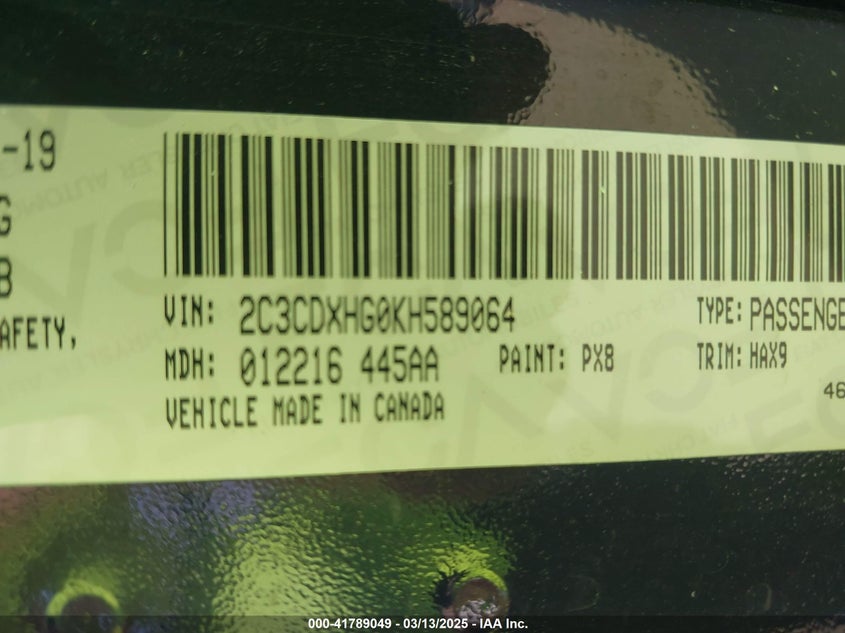 -19
G
B
AFETY,
VIN: 2C3CDXHG0KH589064 TYPE: PASSENGE
MDH: 012216 445AA PAINT: PX8 TRIM: HAX9
VEHICLE MADE IN CANADA
46
000-41789049 - 03/13/2025 - IAA Inc.